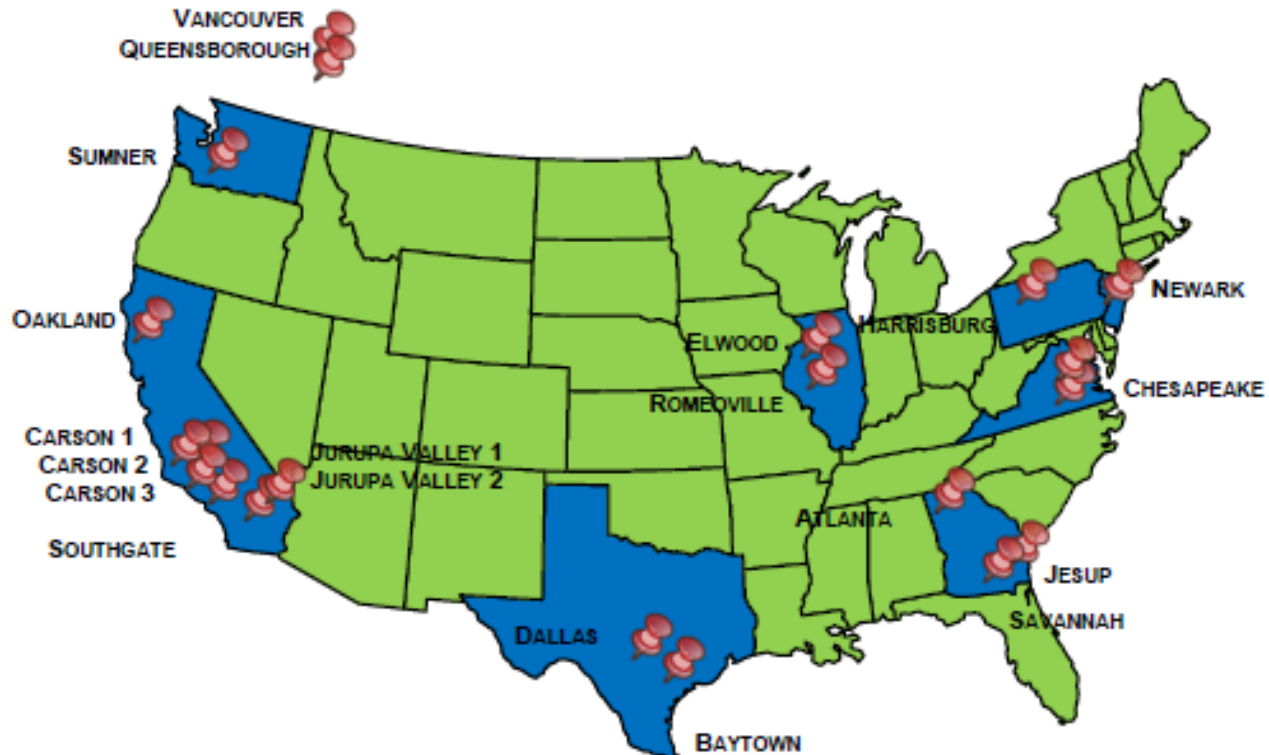 VANCOUVER
QUEENSBOROUGH
SUMNER
OAKLAND
NEWARK
HARRISBURG
ELWOOD
CHESAPEAKE
ROMEOVILLE
CARSON 1
CARSON 2
CARSON 3
JURUPA VALLEY 1
JURUPA VALLEY 2
SOUTHGATE
ATLANTA
JESUP
SAVANNAH
DALLAS
BAYTOWN